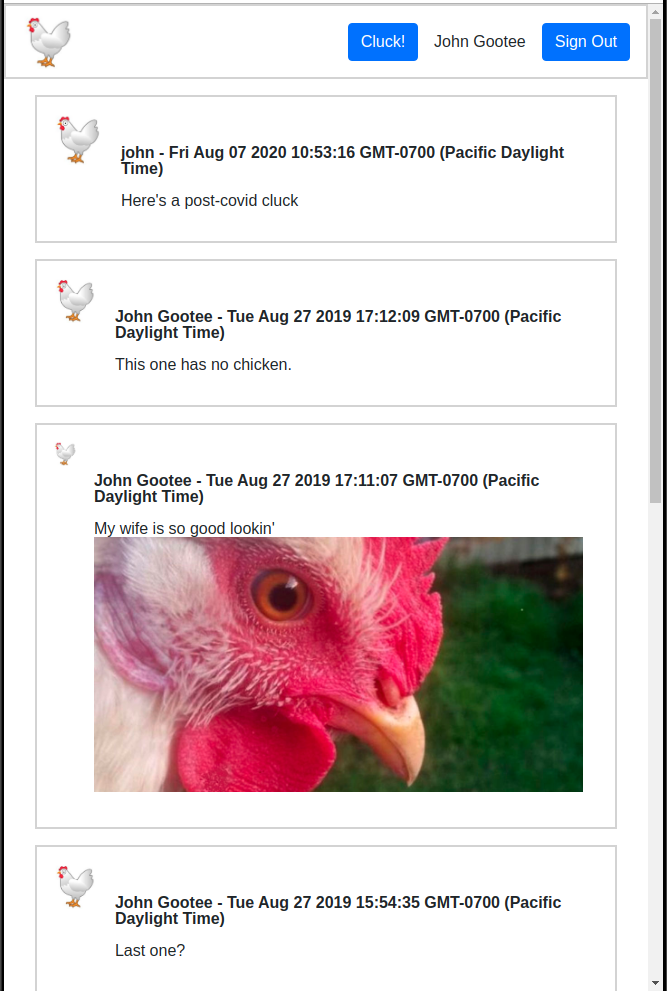 Cluck!
John Gootee
Sign Out
john - Fri Aug 07 2020 10:53:16 GMT-0700 (Pacific Daylight
Time)
Here's a post-covid cluck
John Gootee - Tue Aug 27 2019 17:12:09 GMT-0700 (Pacific
Daylight Time)
This one has no chicken.
John Gootee - Tue Aug 27 2019 17:11:07 GMT-0700 (Pacific
Daylight Time)
My wife is so good lookin'
John Gootee - Tue Aug 27 2019 15:54:35 GMT-0700 (Pacific
Daylight Time)
Last one?